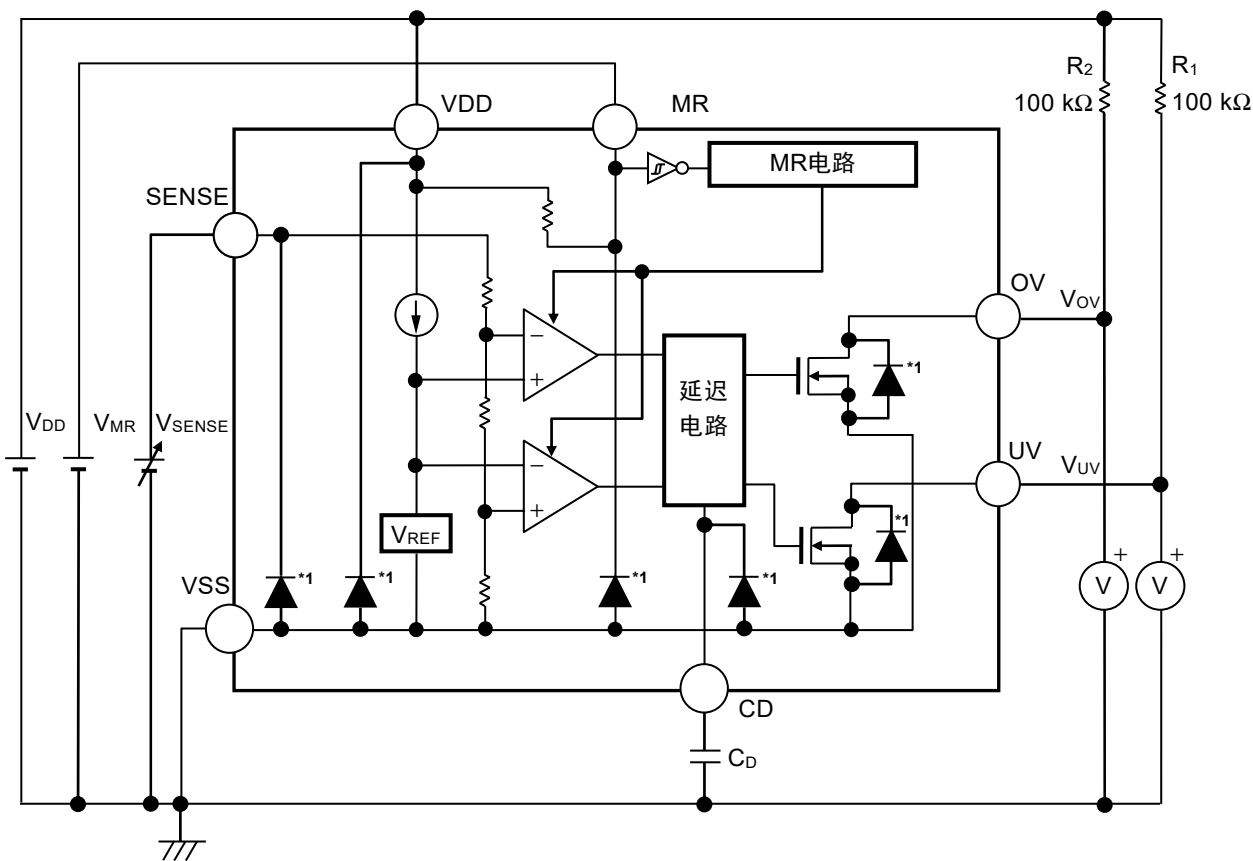 R2
100 kΩ
R1
100 kΩ
VDD
MR
MR电路
SENSE
OV
VOV
−
+
*1
延迟
电路
VDD
VMR
VSENSE
UV
VUV
−
+
*1
VREF
VSS
*1
*1
*1
*1
+
V
+
V
CD
CD